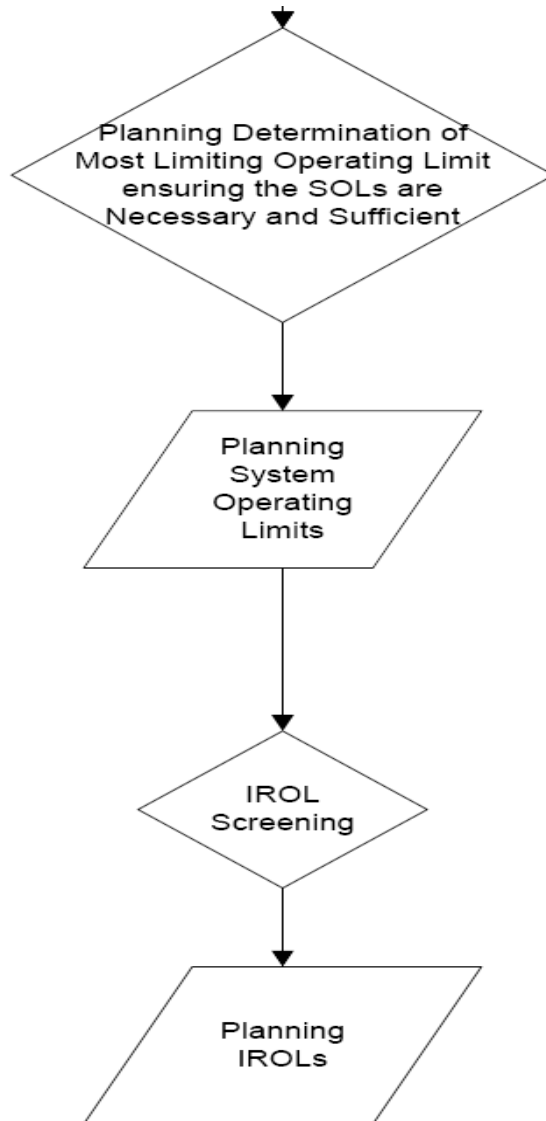 Planning Determination of
Most Limiting Operating Limit
ensuring the SOLs are
Necessary and Sufficient
Planning
System
Operating
Limits
IROL
Screening
Planning
IROLs